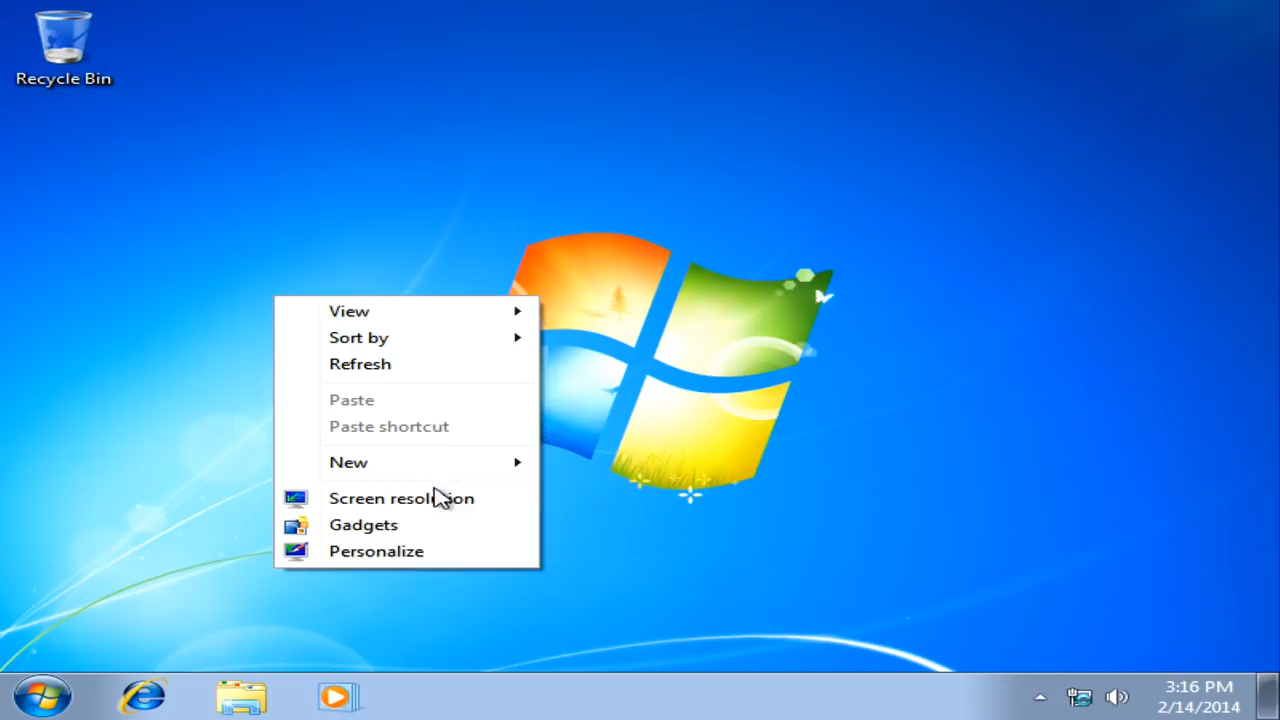 Recycle Bin
View
Sort by
Refresh
Paste
Paste shortcut
New
Screen resolution
Gadgets
Personalize
3:16 PM
2/14/2014